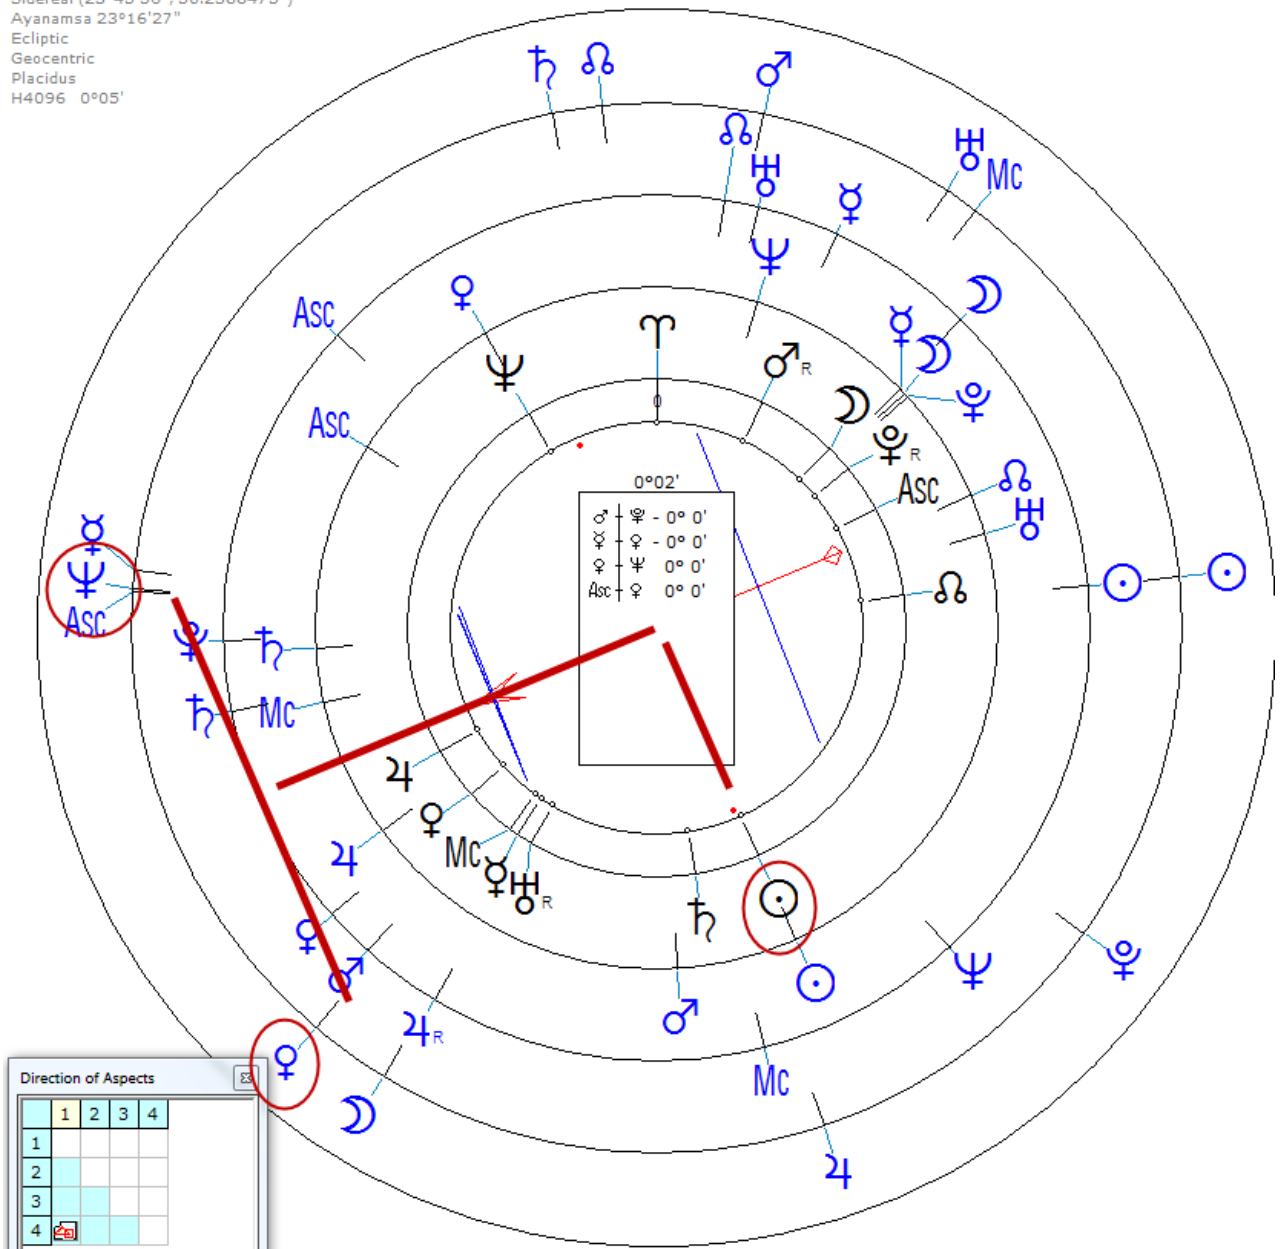 Ayanamsa 23°16'27"
Ecliptic
Geocentric
Placidus
H4096 0°05'
♄ ☊ ♂
☊ ♅ ♅ Mc
☿
♆
♀ ☽
Asc ☿ ☽
♈ ♂R
♆ ☽ ♇
0
Asc ♇R
☊
0°02' Asc
♂ ♇ - 0° 0'
☿ ♀ - 0° 0'
♀ ♆ 0° 0'
Asc ♀ 0° 0'
♅
☿
♆ ☊ ☉ ☉
Asc
♇ ♄
♄ Mc
♃
♀
♃ Mc ☿ ♅R ☉
♄
♀ ♇
♂ ☉ ♆
♃R ♂
♀ Mc
☽ ♃
Direction of Aspects
1 2 3 4
1
2
3
4